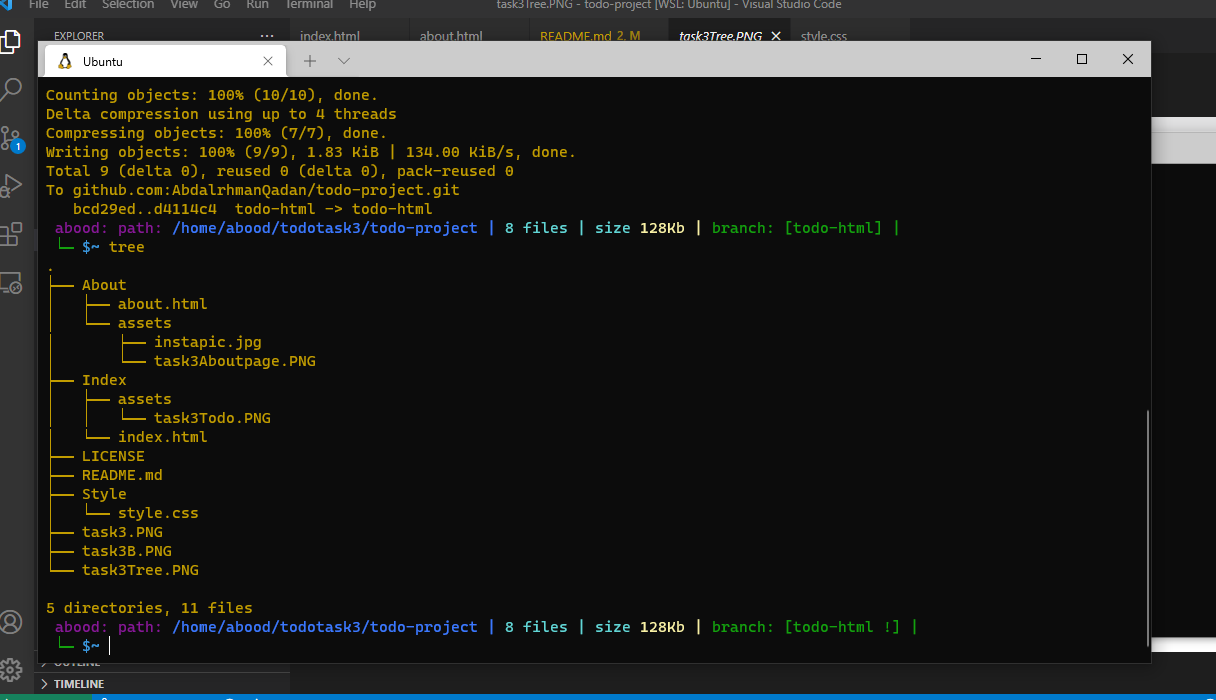 File Edit Selection View Go Run Terminal Help task3Tree.PNG - todo-project [WSL: Ubuntu] - Visual Studio Code
EXPLORER ... index.html about.html README.md 2, M task3Tree.PNG style.css
Ubuntu
Counting objects: 100% (10/10), done.
Delta compression using up to 4 threads
Compressing objects: 100% (7/7), done.
Writing objects: 100% (9/9), 1.83 KiB | 134.00 KiB/s, done.
Total 9 (delta 0), reused 0 (delta 0), pack-reused 0
To github.com:AbdalrhmanQadan/todo-project.git
   bcd29ed..d4114c4  todo-html -> todo-html
 abood: path: /home/abood/todotask3/todo-project | 8 files | size 128Kb | branch: [todo-html] |
 └─ $~ tree
.
├── About
│   ├── about.html
│   └── assets
│       ├── instapic.jpg
│       └── task3Aboutpage.PNG
├── Index
│   ├── assets
│   │   └── task3Todo.PNG
│   └── index.html
├── LICENSE
├── README.md
├── Style
│   └── style.css
├── task3.PNG
├── task3B.PNG
└── task3Tree.PNG
5 directories, 11 files
 abood: path: /home/abood/todotask3/todo-project | 8 files | size 128Kb | branch: [todo-html !] |
 └─ $~
1
OUTLINE
TIMELINE